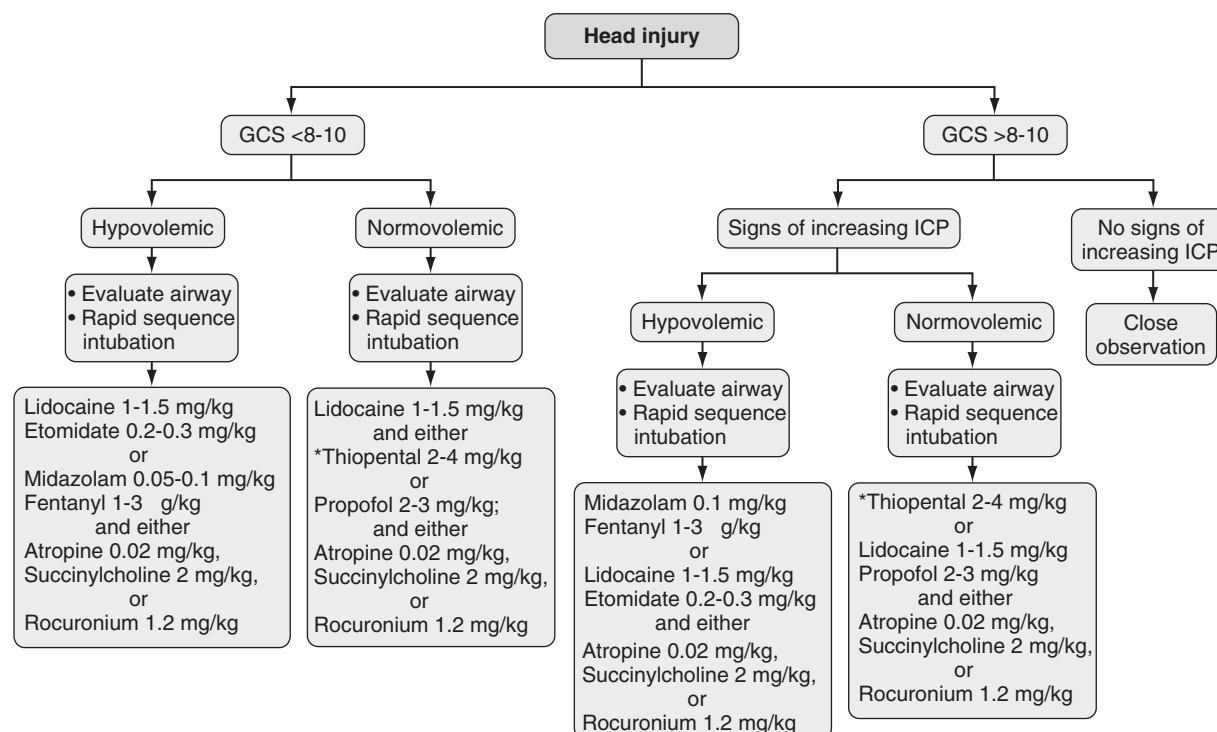 Head injury
GCS <8-10
GCS >8-10
Hypovolemic
Normovolemic
Signs of increasing ICP
No signs of
increasing ICP
• Evaluate airway
• Rapid sequence
intubation
• Evaluate airway
• Rapid sequence
intubation
Hypovolemic
Normovolemic
Close
observation
Lidocaine 1-1.5 mg/kg
Etomidate 0.2-0.3 mg/kg
or
Midazolam 0.05-0.1 mg/kg
Fentanyl 1-3 g/kg
and either
Atropine 0.02 mg/kg,
Succinylcholine 2 mg/kg,
or
Rocuronium 1.2 mg/kg
Lidocaine 1-1.5 mg/kg
and either
*Thiopental 2-4 mg/kg
or
Propofol 2-3 mg/kg;
and either
Atropine 0.02 mg/kg,
Succinylcholine 2 mg/kg,
or
Rocuronium 1.2 mg/kg
• Evaluate airway
• Rapid sequence
intubation
• Evaluate airway
• Rapid sequence
intubation
Midazolam 0.1 mg/kg
Fentanyl 1-3 g/kg
or
Lidocaine 1-1.5 mg/kg
Etomidate 0.2-0.3 mg/kg
and either
Atropine 0.02 mg/kg,
Succinylcholine 2 mg/kg,
or
Rocuronium 1.2 mg/kg
*Thiopental 2-4 mg/kg
or
Lidocaine 1-1.5 mg/kg
Propofol 2-3 mg/kg
and either
Atropine 0.02 mg/kg,
Succinylcholine 2 mg/kg,
or
Rocuronium 1.2 mg/kg